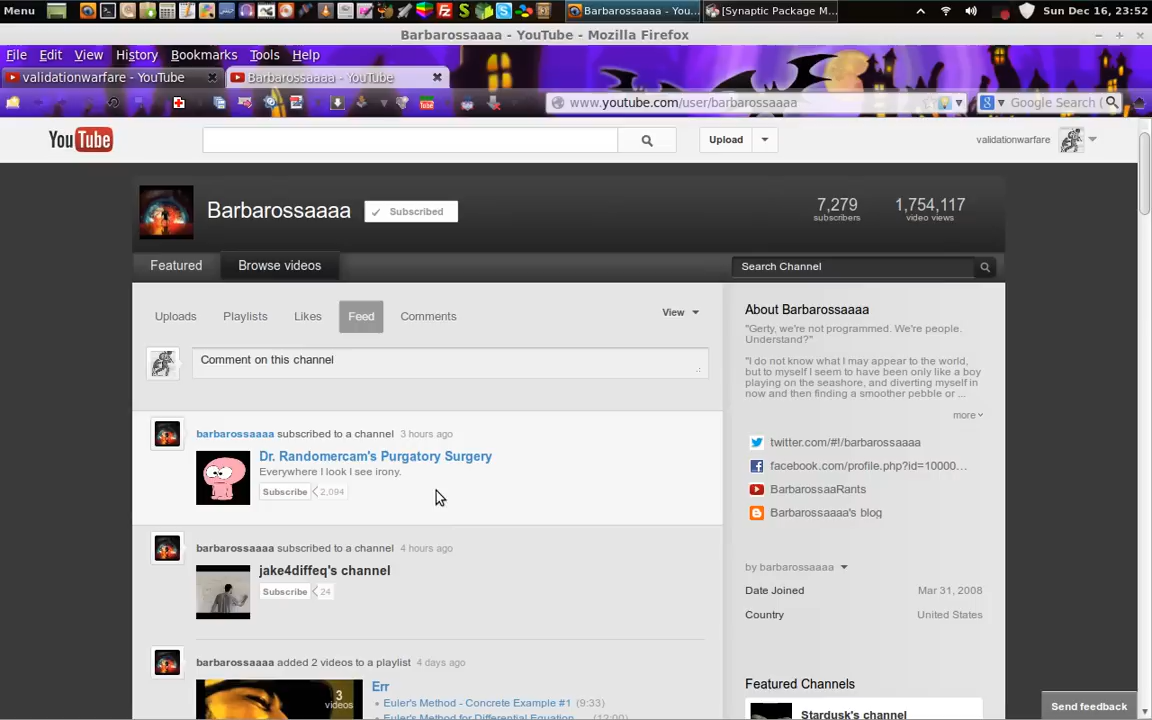 Menu Barbarossaaaa - You... [Synaptic Package M... Sun Dec 16, 23:52
Barbarossaaaa - YouTube - Mozilla Firefox
File Edit View History Bookmarks Tools Help
validationwarfare - YouTube Barbarossaaaa - YouTube
www.youtube.com/user/barbarossaaaa Google Search (
YouTube Upload validationwarfare
Barbarossaaaa Subscribed 7,279 1,754,117
subscribers video views
Featured Browse videos Search Channel
Uploads Playlists Likes Feed Comments View
Comment on this channel
barbarossaaaa subscribed to a channel 3 hours ago
Dr. Randomercam's Purgatory Surgery
Everywhere I look I see irony.
Subscribe 2,094
barbarossaaaa subscribed to a channel 4 hours ago
jake4diffeq's channel
Subscribe 24
barbarossaaaa added 2 videos to a playlist 4 days ago
3
videos
Err
Euler's Method - Concrete Example #1 (9:33)
Euler's Method for Differential Equation... (12:00)
About Barbarossaaaa
"Gerty, we're not programmed. We're people.
Understand?"
"I do not know what I may appear to the world,
but to myself I seem to have been only like a boy
playing on the seashore, and diverting myself in
now and then finding a smoother pebble or ...
more
twitter.com/#!/barbarossaaaa
facebook.com/profile.php?id=10000...
BarbarossaaRants
Barbarossaaaa's blog
by barbarossaaaa
Date Joined Mar 31, 2008
Country United States
Featured Channels
Stardusk's channel
Send feedback